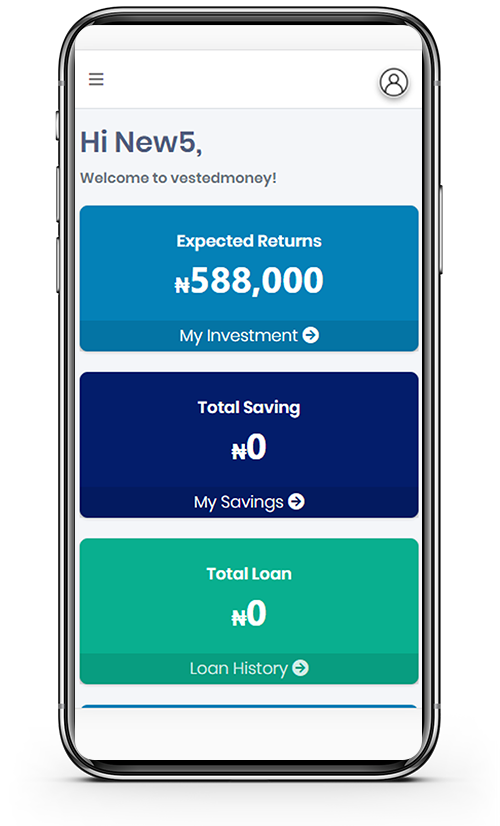 Hi New5,
Welcome to vestedmoney!
Expected Returns
₦588,000
My Investment
Total Saving
₦0
My Savings
Total Loan
₦0
Loan History